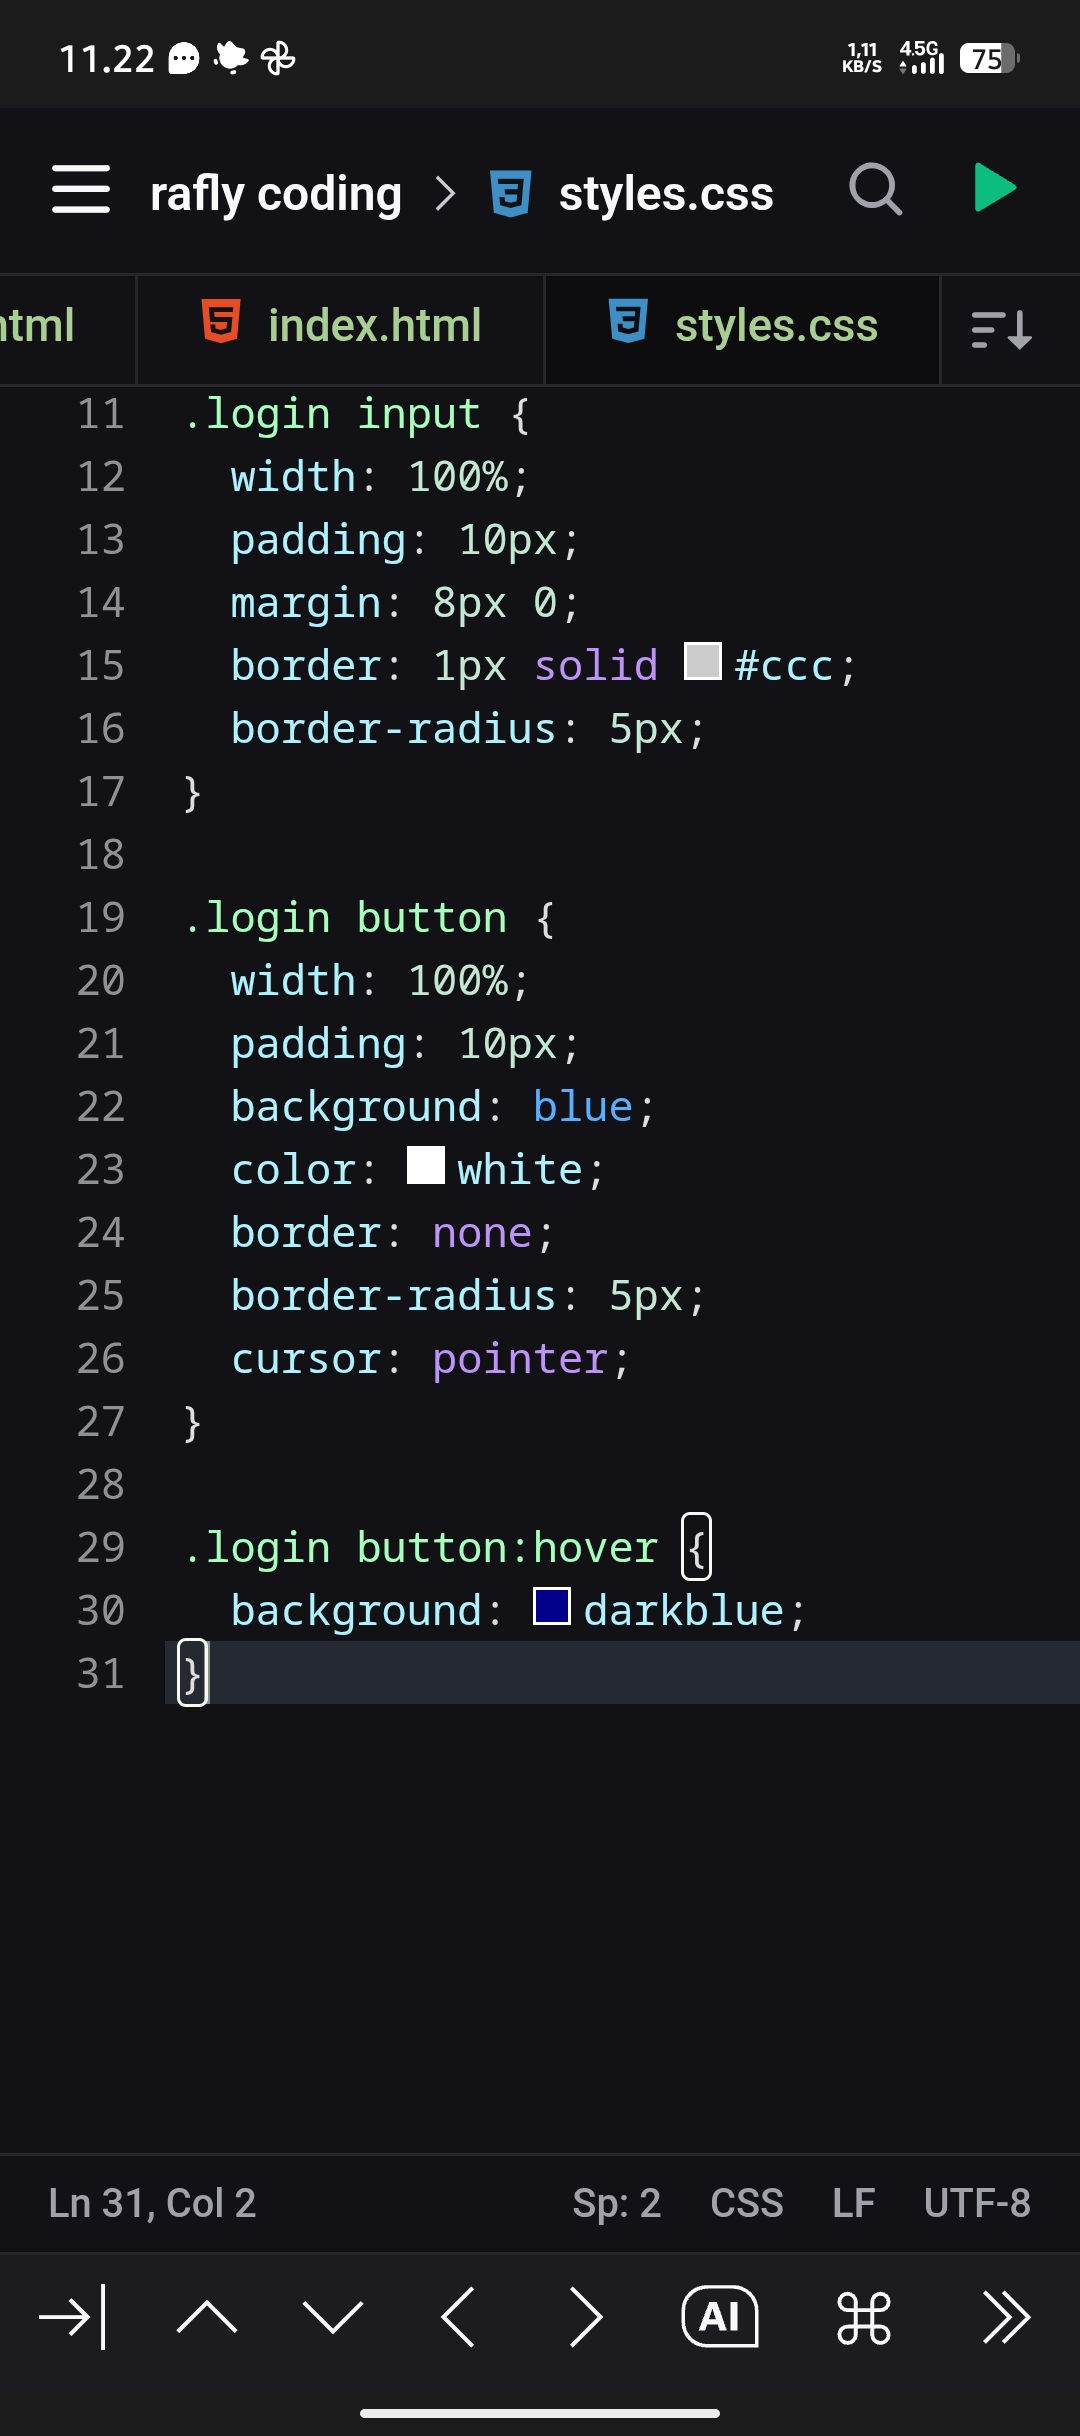 11.22 1,11 KB/S 4.5G 75
rafly coding > styles.css
html index.html styles.css
11 .login input {
12   width: 100%;
13   padding: 10px;
14   margin: 8px 0;
15   border: 1px solid #ccc;
16   border-radius: 5px;
17 }
18
19 .login button {
20   width: 100%;
21   padding: 10px;
22   background: blue;
23   color: white;
24   border: none;
25   border-radius: 5px;
26   cursor: pointer;
27 }
28
29 .login button:hover {
30   background: darkblue;
31 }
Ln 31, Col 2 Sp: 2 CSS LF UTF-8
AI